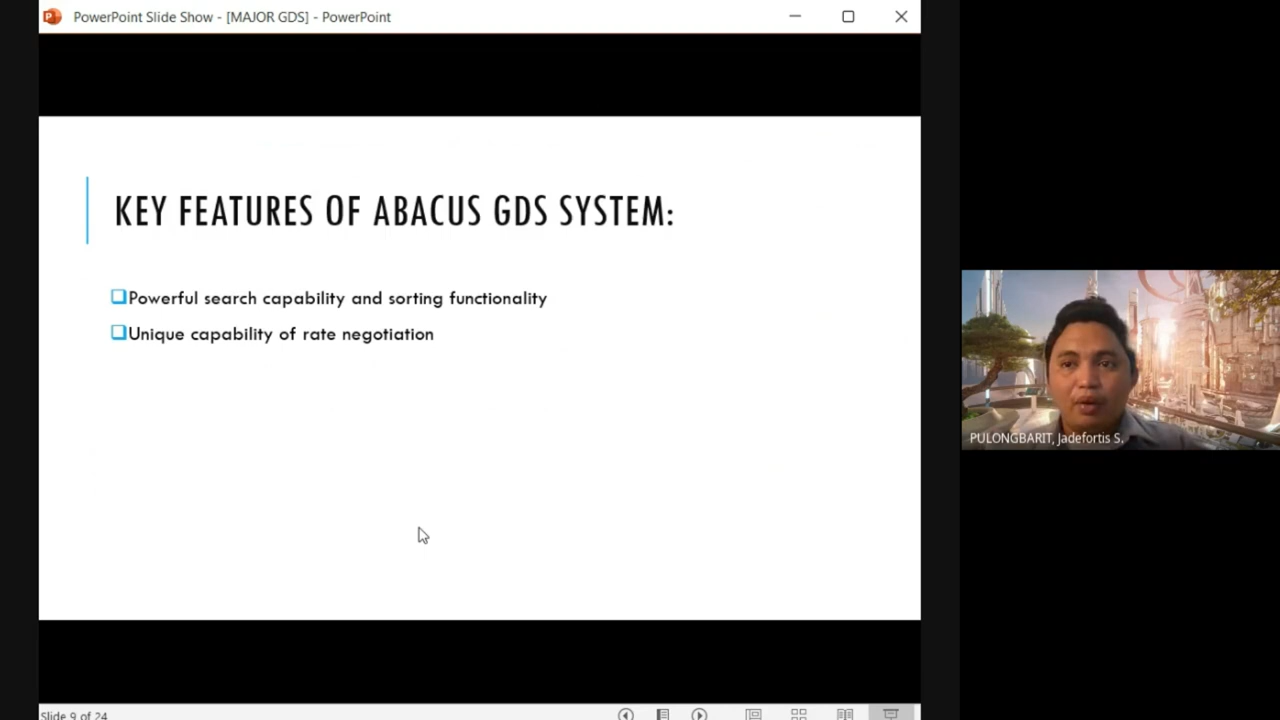 PowerPoint Slide Show - [MAJOR GDS] - PowerPoint
KEY FEATURES OF ABACUS GDS SYSTEM:
Powerful search capability and sorting functionality
Unique capability of rate negotiation
PULONGBARIT, Jadefortis S.
Slide 9 of 24